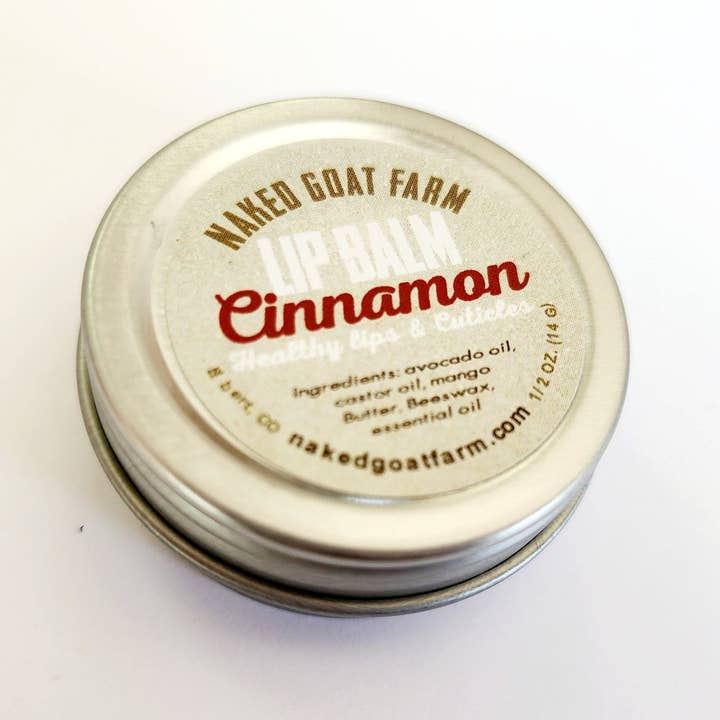 NAKED GOAT FARM
LIP BALM
Cinnamon
Healthy lips & Cuticles
Ingredients: avocado oil,
castor oil, mango
Butter, Beeswax,
essential oil
CO
nakedgoatfarm.com
1/2 OZ. (14 G)